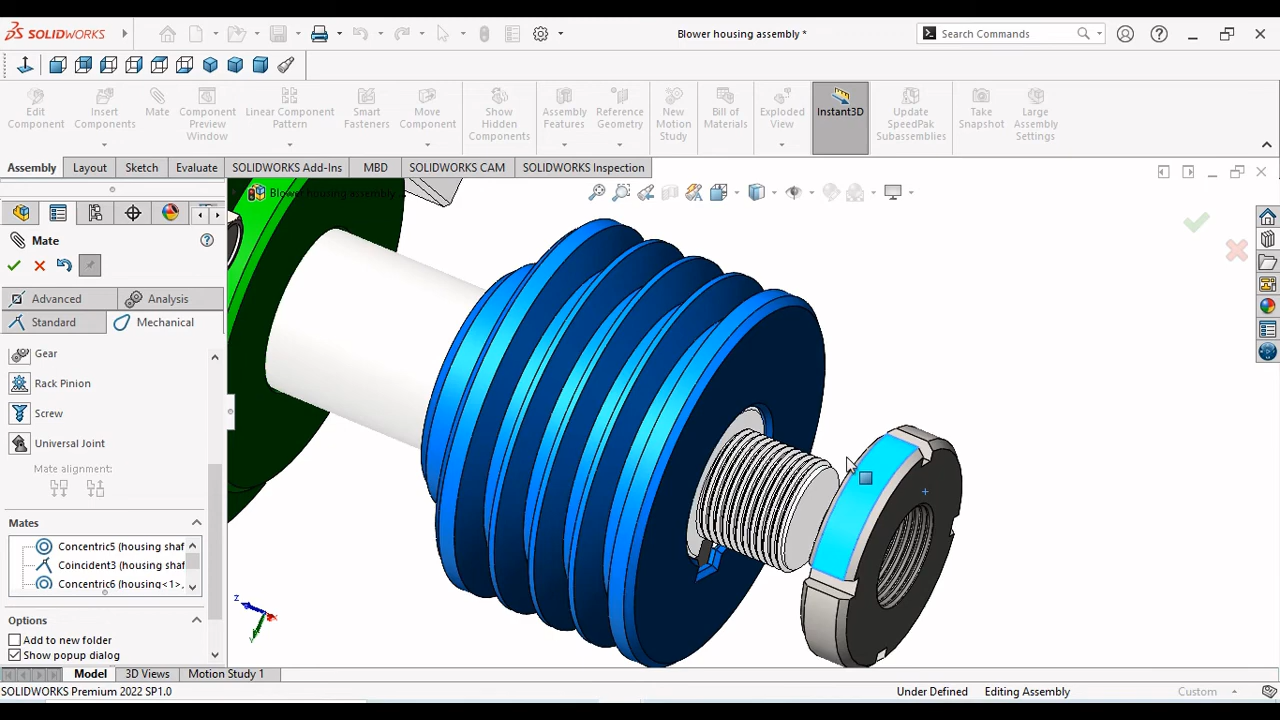 SOLIDWORKS
Blower housing assembly *
Search Commands
Edit Component
Insert Components
Mate
Component Preview Window
Linear Component Pattern
Smart Fasteners
Move Component
Show Hidden Components
Assembly Features
Reference Geometry
New Motion Study
Bill of Materials
Exploded View
Instant3D
Update SpeedPak Subassemblies
Take Snapshot
Large Assembly Settings
Assembly
Layout
Sketch
Evaluate
SOLIDWORKS Add-Ins
MBD
SOLIDWORKS CAM
SOLIDWORKS Inspection
Blower housing assembly
Mate
Advanced
Analysis
Standard
Mechanical
Gear
Rack Pinion
Screw
Universal Joint
Mate alignment:
Mates
Concentric5 (housing shaf
Coincident3 (housing shaf
Concentric6 (housing<1>,
Options
Add to new folder
Show popup dialog
Z
Y
Model
3D Views
Motion Study 1
SOLIDWORKS Premium 2022 SP1.0
Under Defined
Editing Assembly
Custom